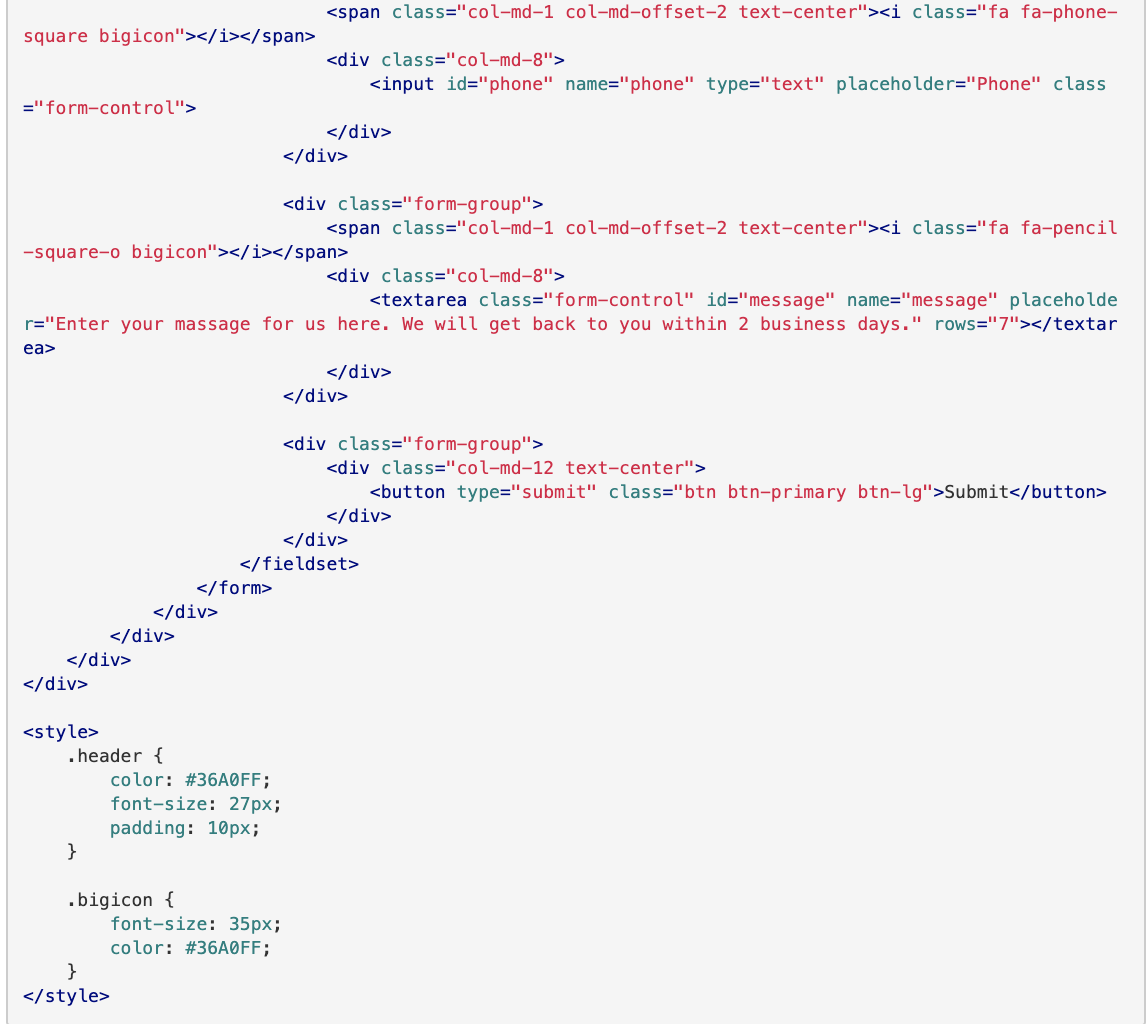 <span class="col-md-1 col-md-offset-2 text-center"><i class="fa fa-phone-
square bigicon"></i></span>
<div class="col-md-8">
<input id="phone" name="phone" type="text" placeholder="Phone" class
="form-control">
</div>
</div>
<div class="form-group">
<span class="col-md-1 col-md-offset-2 text-center"><i class="fa fa-pencil
-square-o bigicon"></i></span>
<div class="col-md-8">
<textarea class="form-control" id="message" name="message" placeholde
r="Enter your massage for us here. We will get back to you within 2 business days." rows="7"></textar
ea>
</div>
</div>
<div class="form-group">
<div class="col-md-12 text-center">
<button type="submit" class="btn btn-primary btn-lg">Submit</button>
</div>
</div>
</fieldset>
</form>
</div>
</div>
</div>
</div>
<style>
.header {
color: #36A0FF;
font-size: 27px;
padding: 10px;
}
.bigicon {
font-size: 35px;
color: #36A0FF;
}
</style>